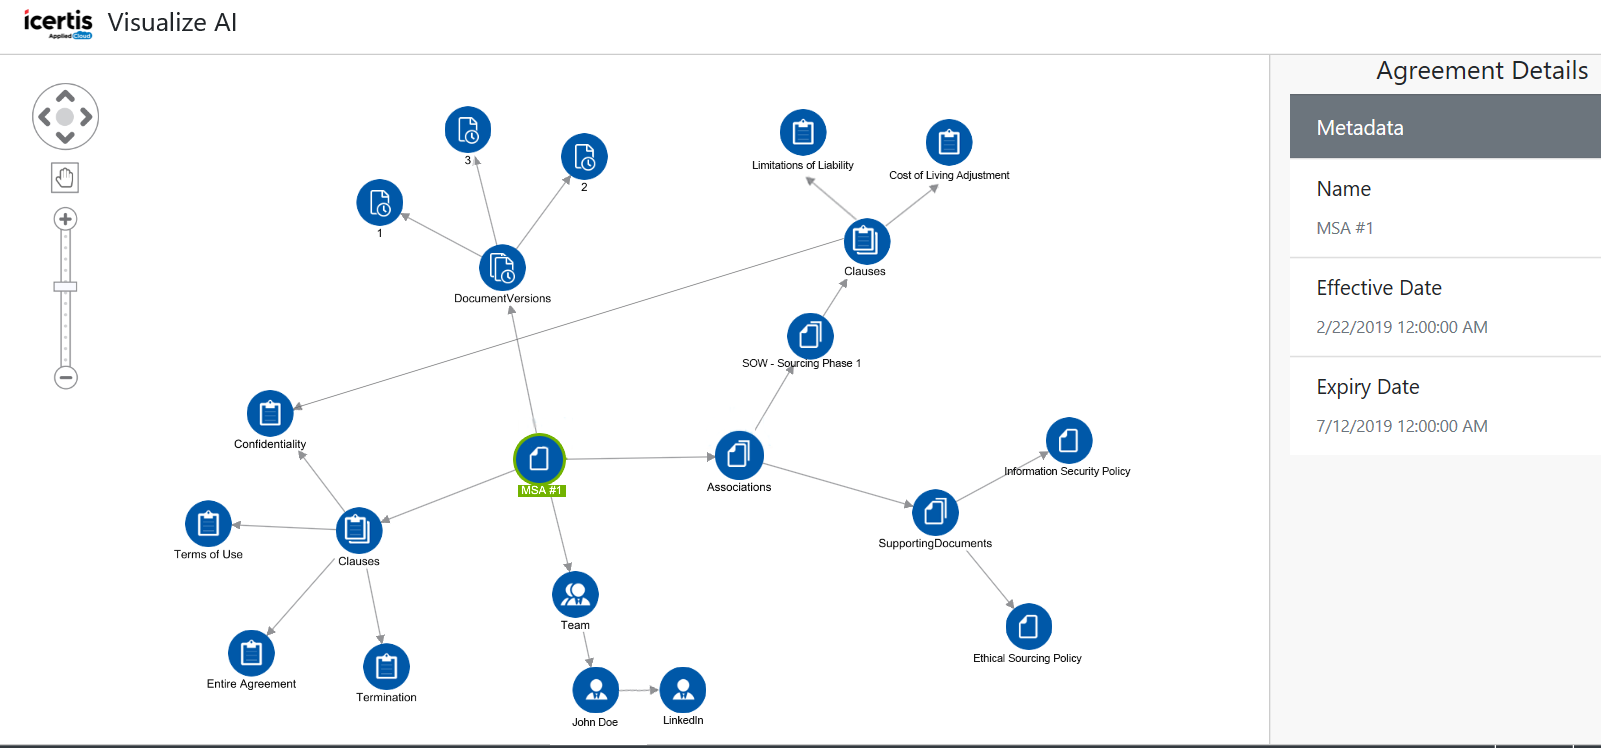 icertis
Applied Cloud
Visualize AI
Agreement Details
Metadata
Name
MSA #1
Effective Date
2/22/2019 12:00:00 AM
Expiry Date
7/12/2019 12:00:00 AM
3
2
1
DocumentVersions
Limitations of Liability
Cost of Living Adjustment
Clauses
SOW - Sourcing Phase 1
Confidentiality
MSA #1
Associations
Information Security Policy
Terms of Use
Clauses
SupportingDocuments
Team
Ethical Sourcing Policy
Entire Agreement
Termination
John Doe
LinkedIn